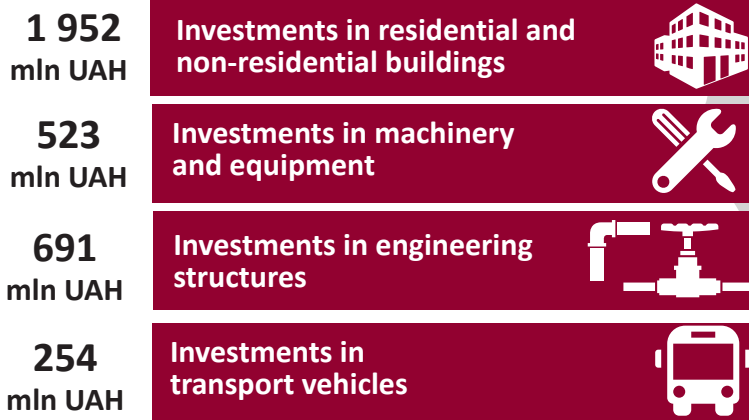 1 952
mln UAH
Investments in residential and
non-residential buildings
523
mln UAH
Investments in machinery
and equipment
691
mln UAH
Investments in engineering
structures
254
mln UAH
Investments in
transport vehicles